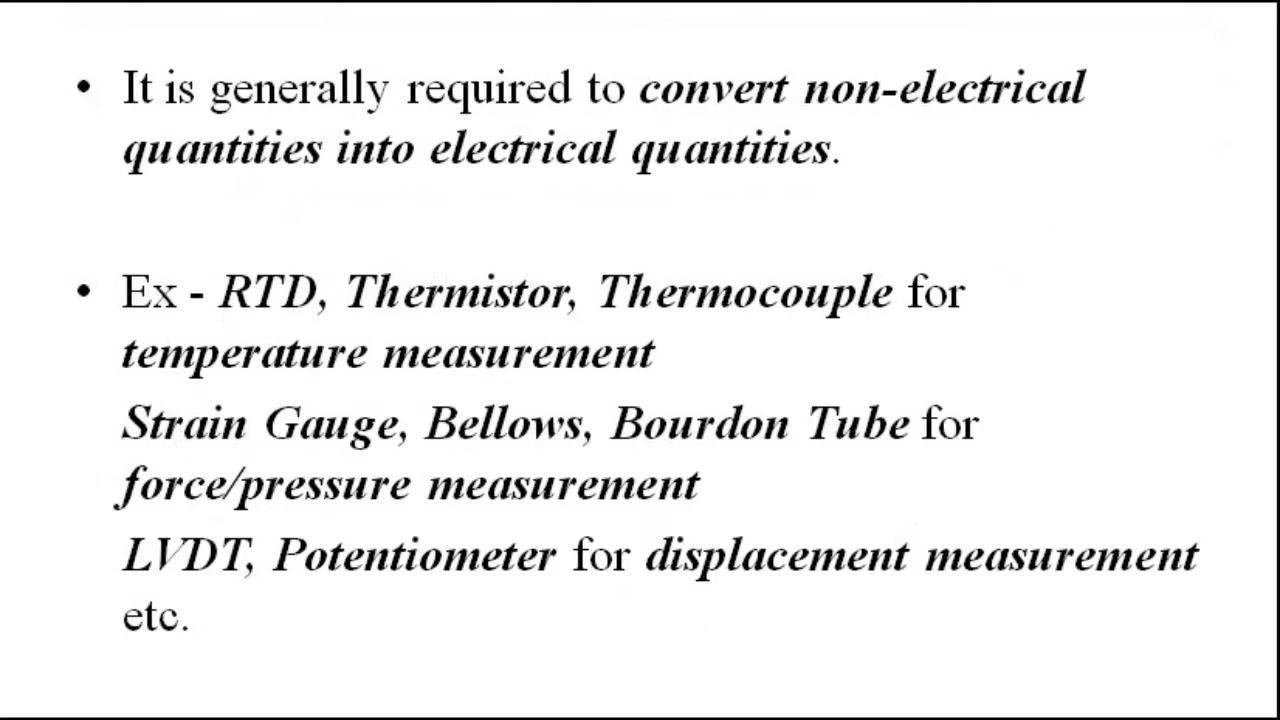 • It is generally required to convert non-electrical
quantities into electrical quantities.
• Ex - RTD, Thermistor, Thermocouple for
temperature measurement
Strain Gauge, Bellows, Bourdon Tube for
force/pressure measurement
LVDT, Potentiometer for displacement measurement
etc.